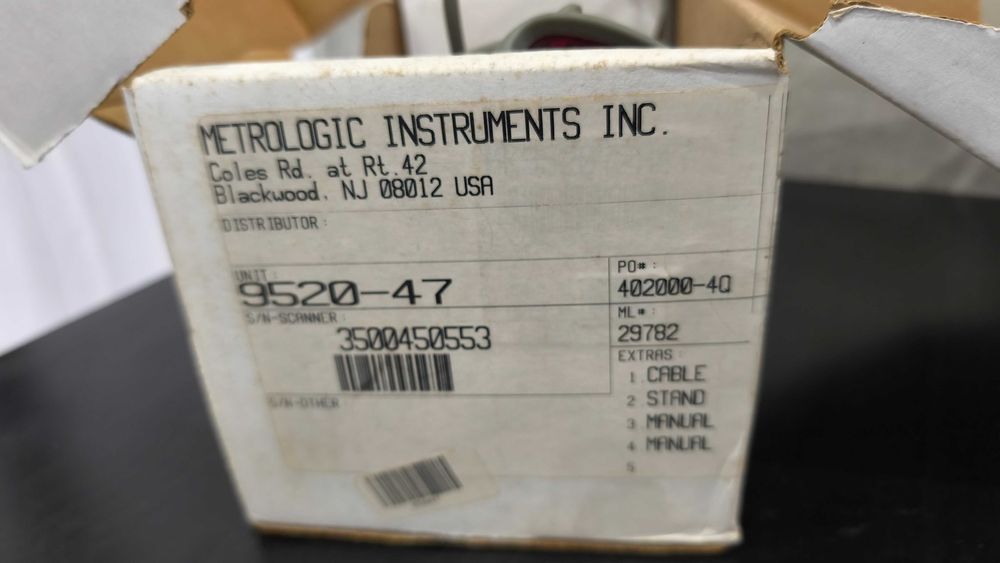 METROLOGIC INSTRUMENTS INC.
Coles Rd. at Rt.42
Blackwood, NJ 08012 USA
DISTRIBUTOR:
UNIT:
9520-47
S/N-SCANNER:
3500450553
S/N-OTHER
PO#:
402000-4Q
ML#:
29782
EXTRAS:
1 CABLE
2 STAND
3 MANUAL
4 MANUAL
5